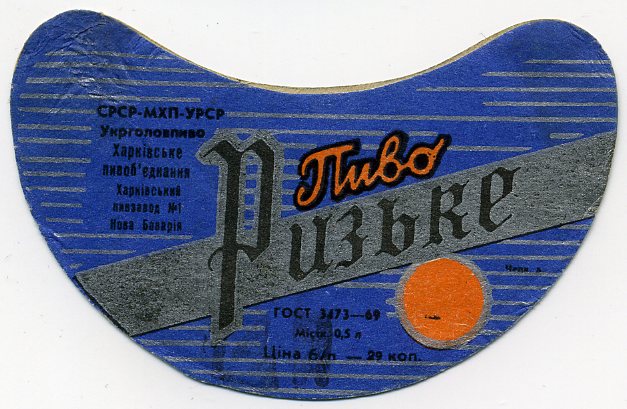 СРСР-МХП-УРСР
Укрголовпиво
Харківське
пивоб'єднання
Харківський
пивзавод №1
Нова Баварія
Пиво
Ризьке
ГОСТ 3473—69
Містк. 0,5 л
Ціна б/п — 29 коп.